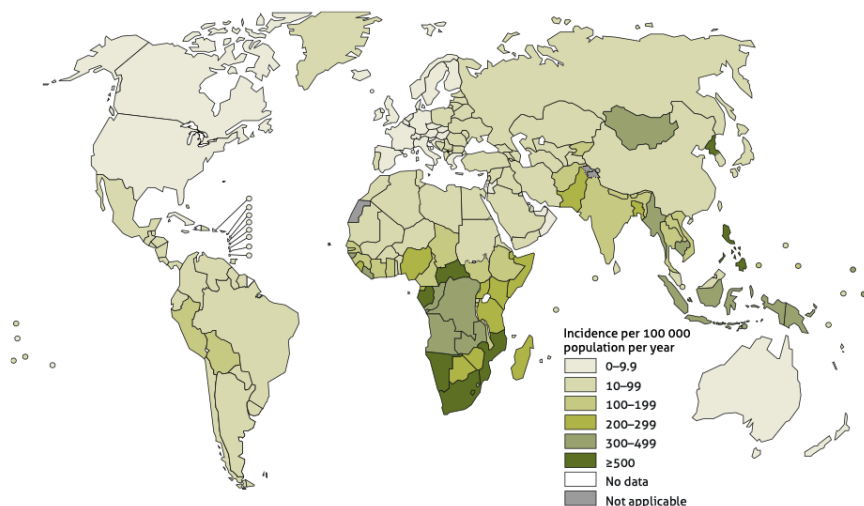 Incidence per 100 000
population per year
0–9.9
10–99
100–199
200–299
300–499
≥500
No data
Not applicable